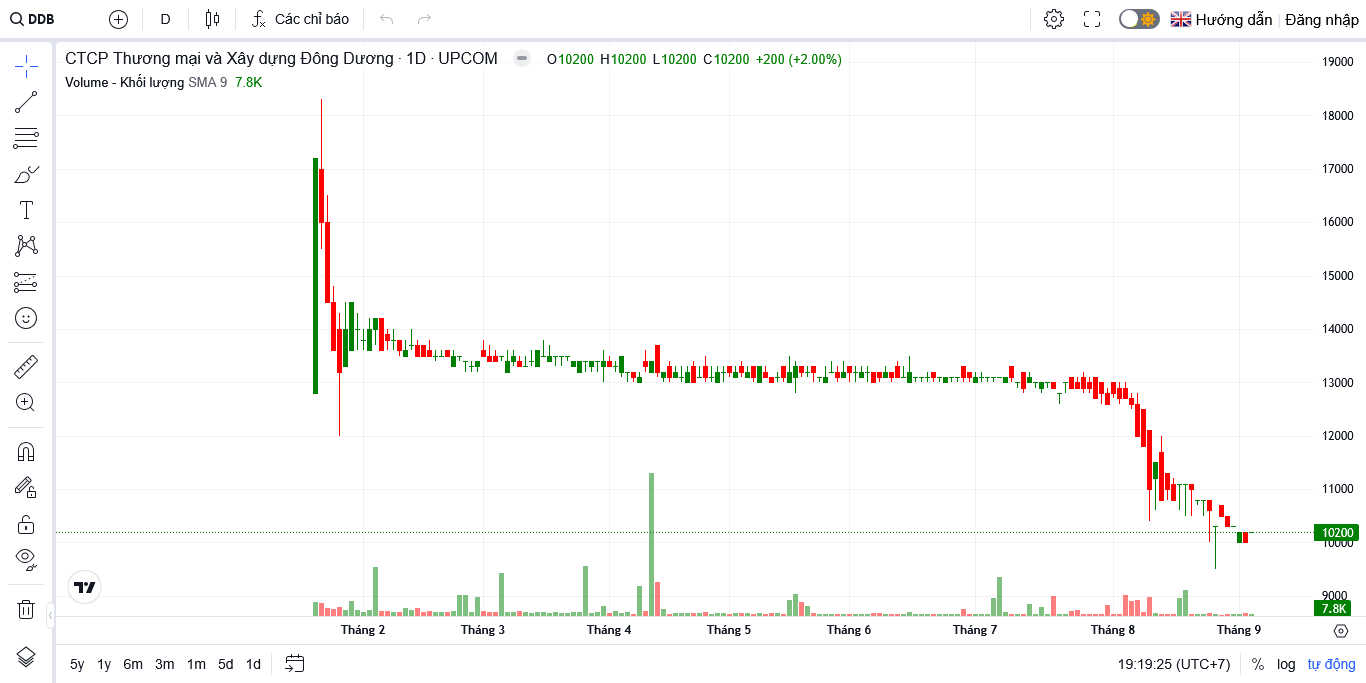 DDB D Các chỉ báo Hướng dẫn Đăng nhập
CTCP Thương mại và Xây dựng Đông Dương · 1D · UPCOM O10200 H10200 L10200 C10200 +200 (+2.00%)
Volume - Khối lượng SMA 9 7.8K
19000
18000
17000
16000
15000
14000
13000
12000
11000
10200
10000
9000
7.8K
Tháng 2 Tháng 3 Tháng 4 Tháng 5 Tháng 6 Tháng 7 Tháng 8 Tháng 9
5y 1y 6m 3m 1m 5d 1d 19:19:25 (UTC+7) % log tự động